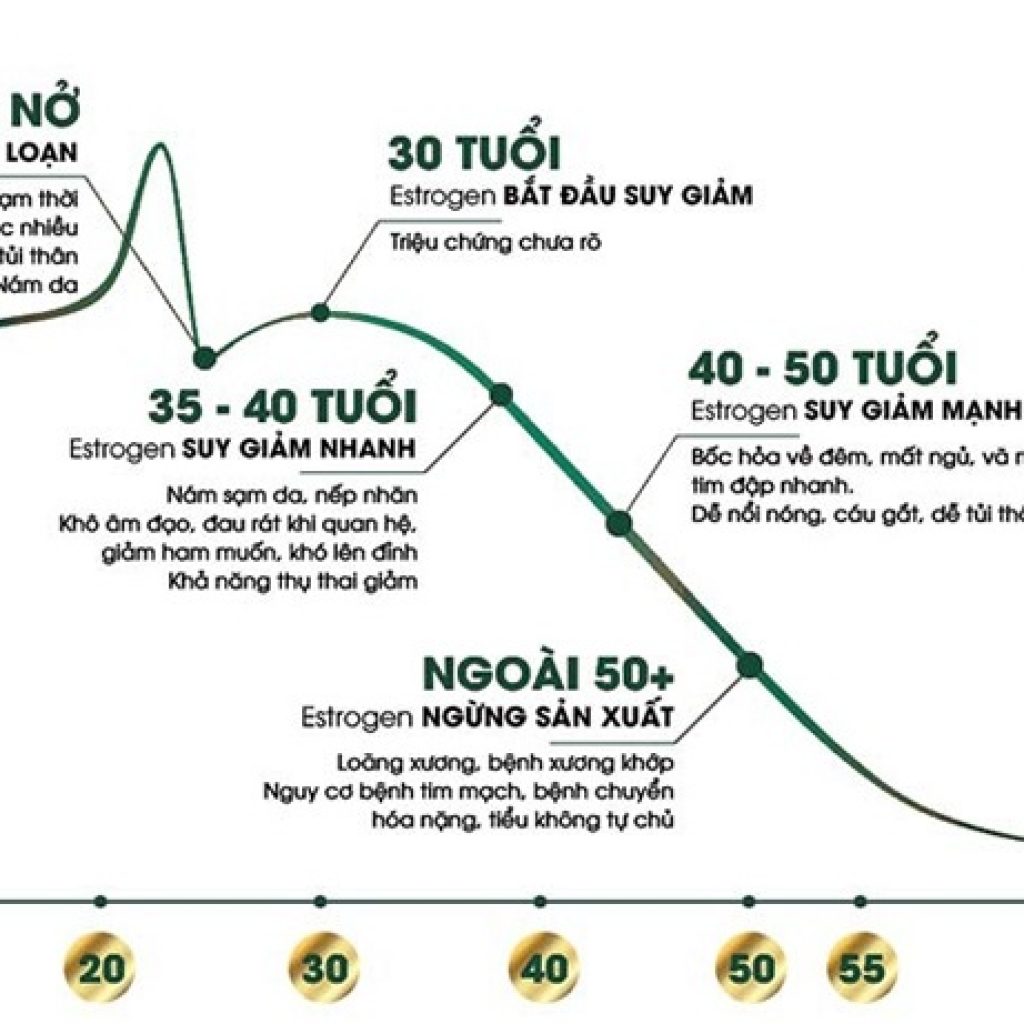 NỞ
LOẠN
ạm thời
c nhiều
tủi thân
Nám da
30 TUỔI
Estrogen BẮT ĐẦU SUY GIẢM
Triệu chứng chưa rõ
35 - 40 TUỔI
Estrogen SUY GIẢM NHANH
Nám sạm da, nếp nhăn
Khô âm đạo, đau rát khi quan hệ,
giảm ham muốn, khó lên đỉnh
Khả năng thụ thai giảm
40 - 50 TUỔI
Estrogen SUY GIẢM MẠNH
Bốc hỏa về đêm, mất ngủ, vã
tim đập nhanh.
Dễ nổi nóng, cáu gắt, dễ tủi
NGOÀI 50+
Estrogen NGỪNG SẢN XUẤT
Loãng xương, bệnh xương khớp
Nguy cơ bệnh tim mạch, bệnh chuyển
hóa nặng, tiểu không tự chủ
20 30 40 50 55